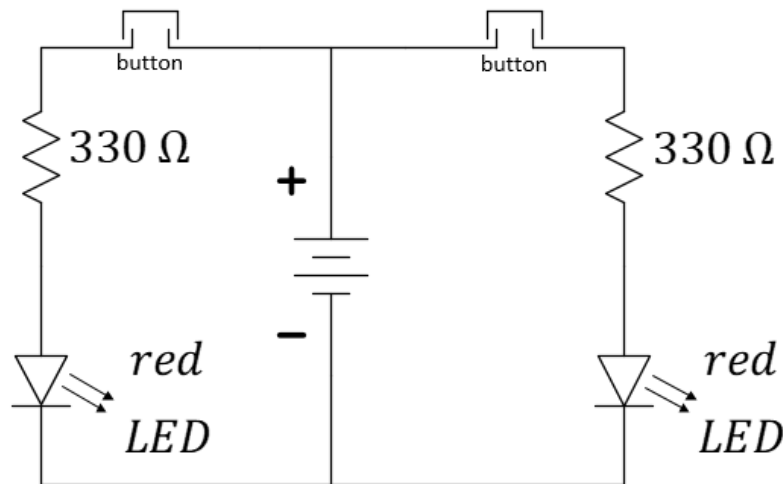 button
button
330 Ω
330 Ω
+
−
red
LED
red
LED